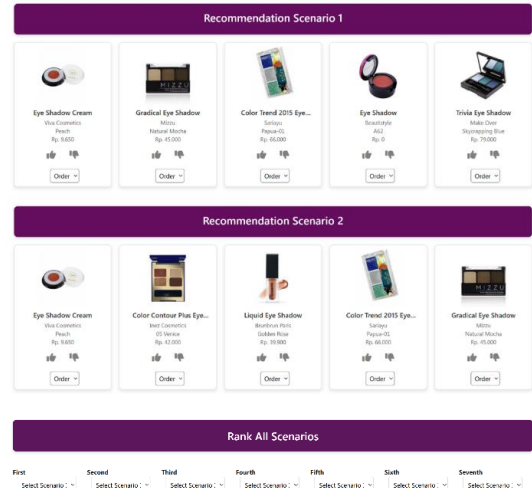 Recommendation Scenario 1
MIZZU
Eye Shadow Cream
Viva Cosmetics
Peach
Rp. 9.650
Order
Gradical Eye Shadow
Mizzu
Natural Mocha
Rp. 45.000
Order
Color Trend 2015 Eye...
Sariayu
Papua-01
Rp. 66.000
Order
Eye Shadow
Beautistyle
A62
Rp. 0
Order
Trivia Eye Shadow
Make Over
Skyscrapping Blue
Rp. 79.000
Order
Recommendation Scenario 2
Eye Shadow Cream
Viva Cosmetics
Peach
Rp. 9.650
Order
Color Contour Plus Eye...
Inez Cosmetics
05 Venice
Rp. 42.000
Order
Liquid Eye Shadow
Brunbrun Paris
Golden Rose
Rp. 39.900
Order
Color Trend 2015 Eye...
Sariayu
Papua-01
Rp. 66.000
Order
MIZZU
Gradical Eye Shadow
Mizzu
Natural Mocha
Rp. 45.000
Order
Rank All Scenarios
First Second Third Fourth Fifth Sixth Seventh
Select Scenario : Select Scenario : Select Scenario : Select Scenario : Select Scenario : Select Scenario : Select Scenario :